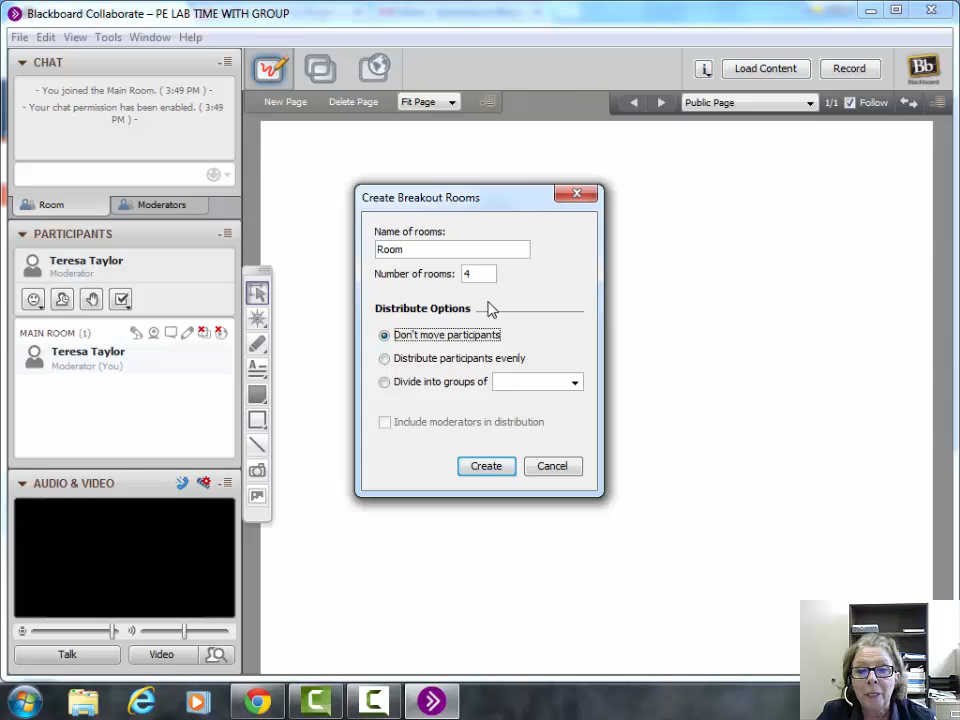 Blackboard Collaborate – PE LAB TIME WITH GROUP
File Edit View Tools Window Help
CHAT
- You joined the Main Room. ( 3:49 PM ) -
- Your chat permission has been enabled. ( 3:49
PM ) -
Room Moderators
PARTICIPANTS
Teresa Taylor
Moderator
MAIN ROOM (1)
Teresa Taylor
Moderator (You)
AUDIO & VIDEO
Talk Video
i Load Content Record
Bb
Blackboard
New Page Delete Page Fit Page Public Page 1/1 Follow
Create Breakout Rooms
Name of rooms:
Room
Number of rooms: 4
Distribute Options
Don't move participants
Distribute participants evenly
Divide into groups of
Include moderators in distribution
Create Cancel